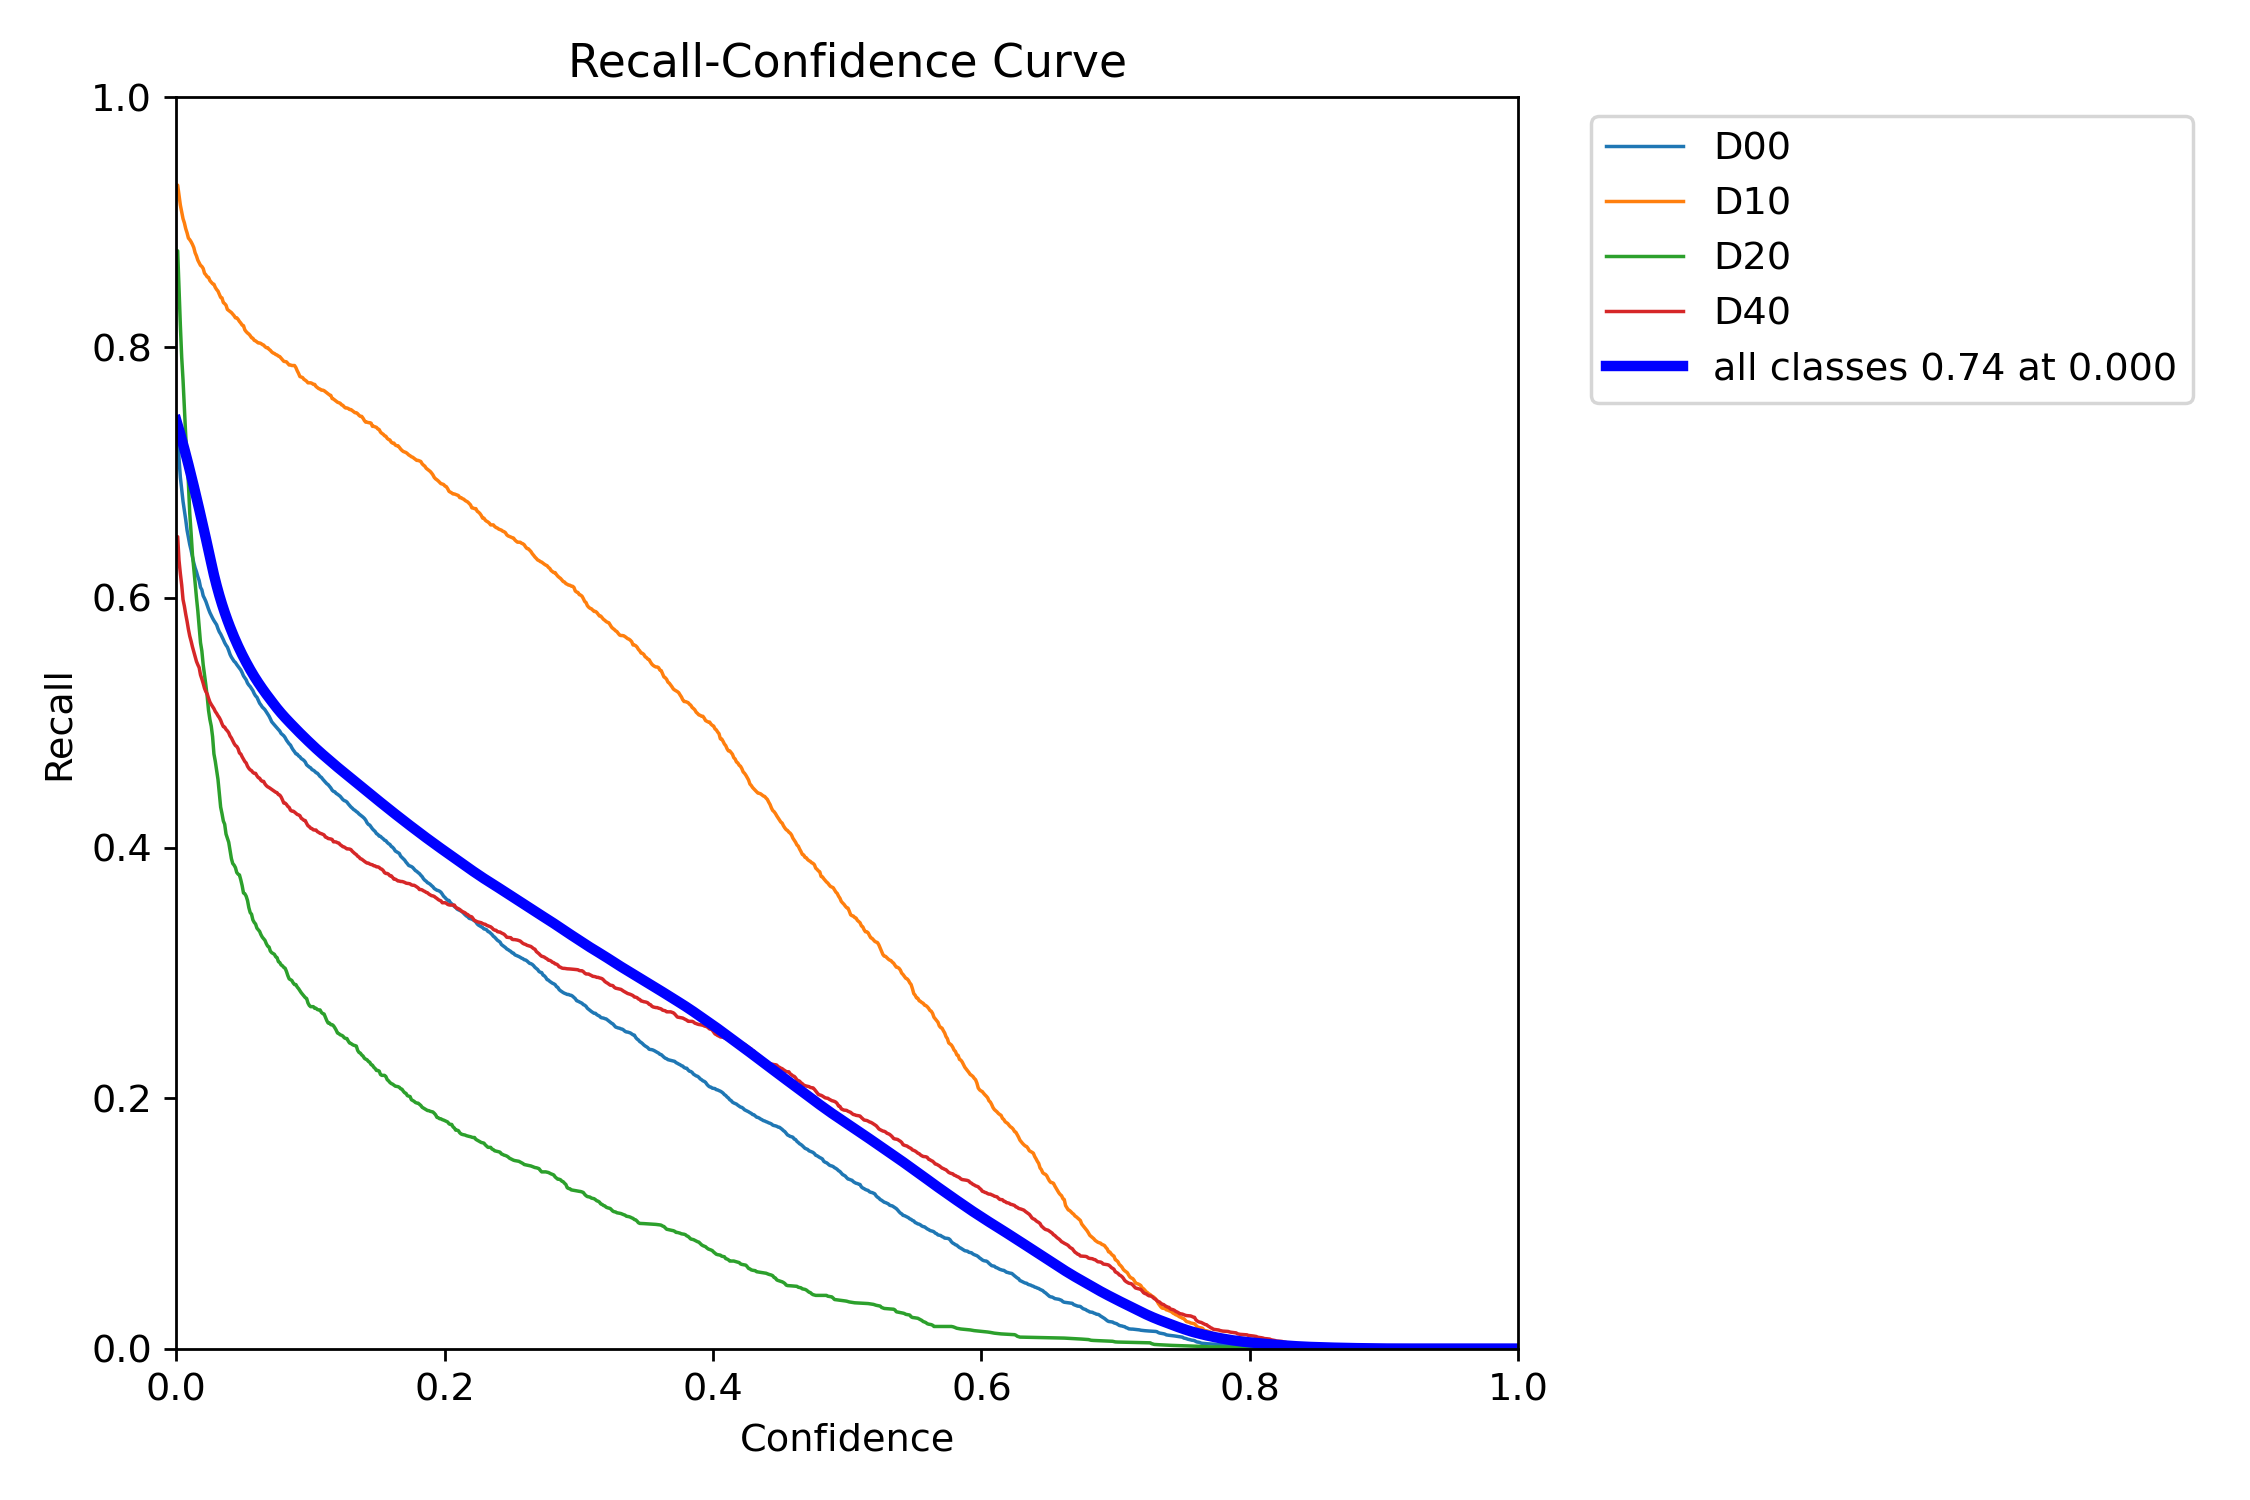 Recall-Confidence Curve
1.0
0.8
0.6
0.4
0.2
0.0
Recall
0.0 0.2 0.4 0.6 0.8 1.0
Confidence
D00
D10
D20
D40
all classes 0.74 at 0.000